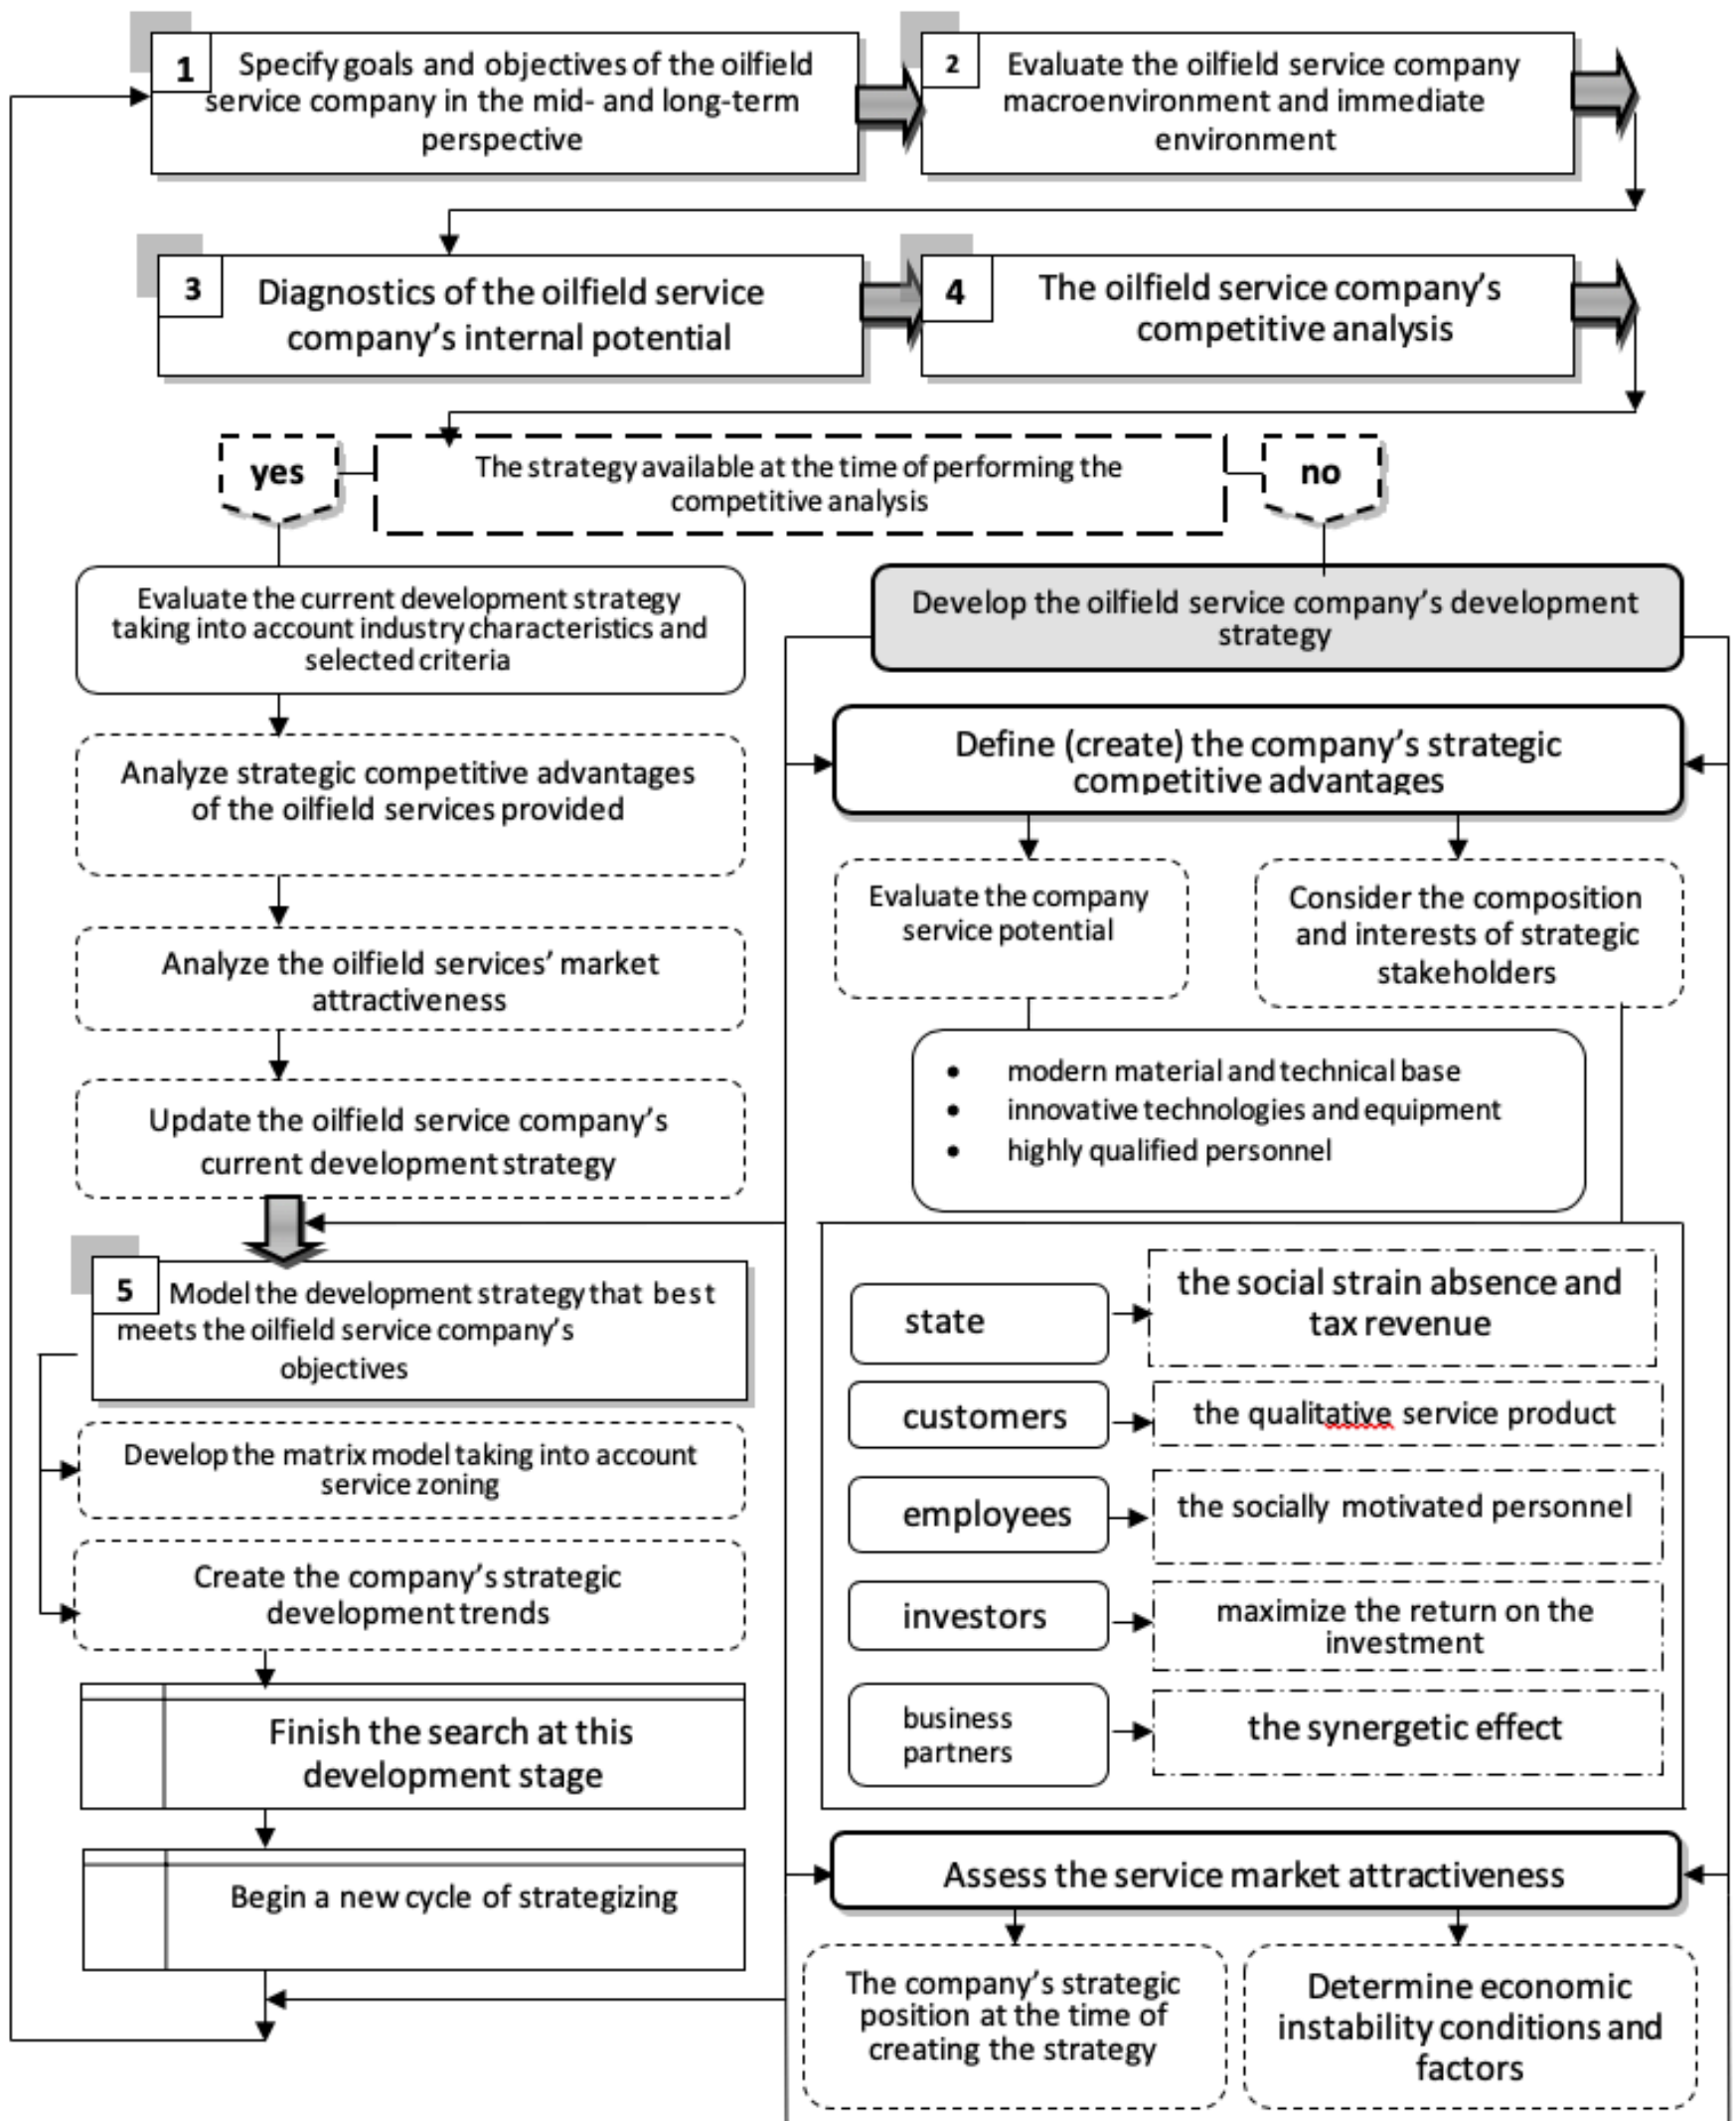 1
Specify goals and objectives of the oilfield
service company in the mid- and long-term
perspective
2
Evaluate the oilfield service company
macroenvironment and immediate
environment
3
Diagnostics of the oilfield service
company's internal potential
4
The oilfield service company's
competitive analysis
yes
The strategy available at the time of performing the
competitive analysis
no
Evaluate the current development strategy
taking into account industry characteristics and
selected criteria
Analyze strategic competitive advantages
of the oilfield services provided
Analyze the oilfield services' market
attractiveness
Update the oilfield service company's
current development strategy
5
Model the development strategy that best
meets the oilfield service company's
objectives
Develop the matrix model taking into account
service zoning
Create the company's strategic
development trends
Finish the search at this
development stage
Begin a new cycle of strategizing
Develop the oilfield service company's development
strategy
Define (create) the company's strategic
competitive advantages
Evaluate the company
service potential
Consider the composition
and interests of strategic
stakeholders
• modern material and technical base
• innovative technologies and equipment
• highly qualified personnel
state
the social strain absence and
tax revenue
customers
the qualitative service product
employees
the socially motivated personnel
investors
maximize the return on the
investment
business
partners
the synergetic effect
Assess the service market attractiveness
The company's strategic
position at the time of
creating the strategy
Determine economic
instability conditions and
factors